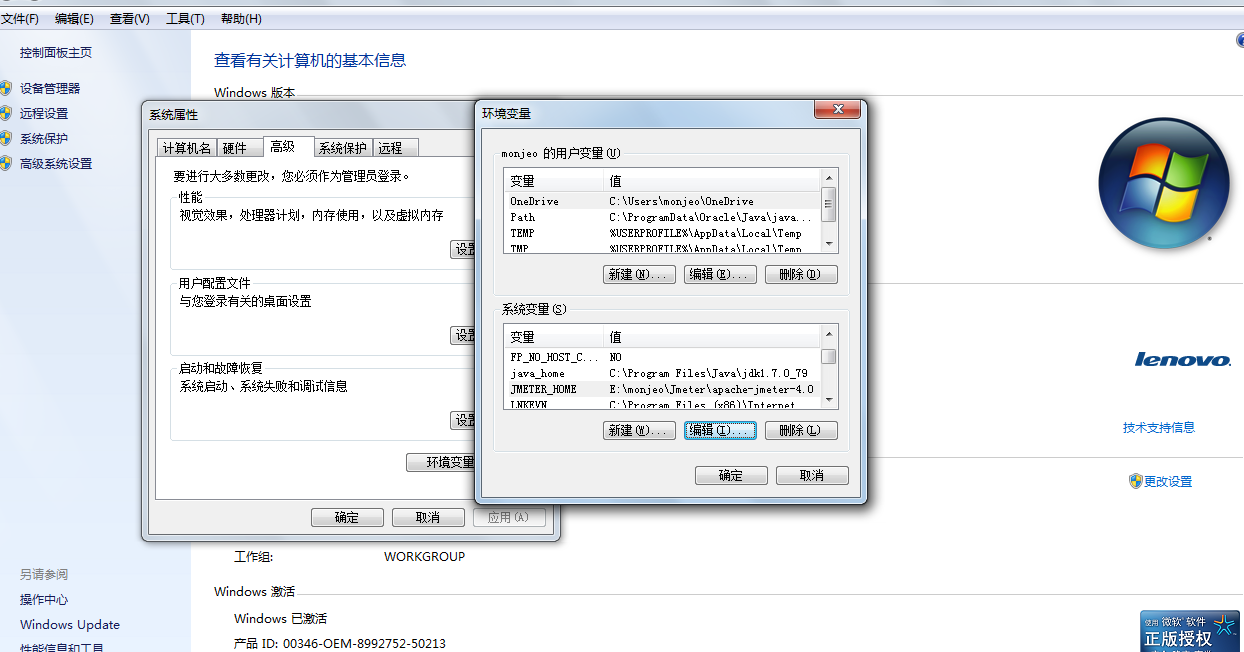 文件(F) 编辑(E) 查看(V) 工具(T) 帮助(H)
控制面板主页
设备管理器
远程设置
系统保护
高级系统设置
另请参阅
操作中心
Windows Update
性能信息和工具
查看有关计算机的基本信息
Windows 版本
系统属性
计算机名 硬件 高级 系统保护 远程
要进行大多数更改，您必须作为管理员登录。
性能
视觉效果，处理器计划，内存使用，以及虚拟内存
设置
用户配置文件
与您登录有关的桌面设置
设置
启动和故障恢复
系统启动、系统失败和调试信息
设置
环境变量
确定 取消 应用(A)
环境变量
monjeo 的用户变量(U)
变量 值
OneDrive C:\Users\monjeo\OneDrive
Path C:\ProgramData\Oracle\Java\java...
TEMP %USERPROFILE%\AppData\Local\Temp
TMP %USERPROFILE%\AppData\Local\Temp
新建(N)... 编辑(E)... 删除(D)
系统变量(S)
变量 值
FP_NO_HOST_C... NO
java_home C:\Program Files\Java\jdk1.7.0_79
JMETER_HOME E:\monjeo\Jmeter\apache-jmeter-4.0
C:\Program Files (x86)\Internet
新建(W)... 编辑(I)... 删除(L)
确定 取消
工作组: WORKGROUP
Windows 激活
Windows 已激活
产品 ID: 00346-OEM-8992752-50213
lenovo.
技术支持信息
更改设置
使用 微软 软件
正版授权